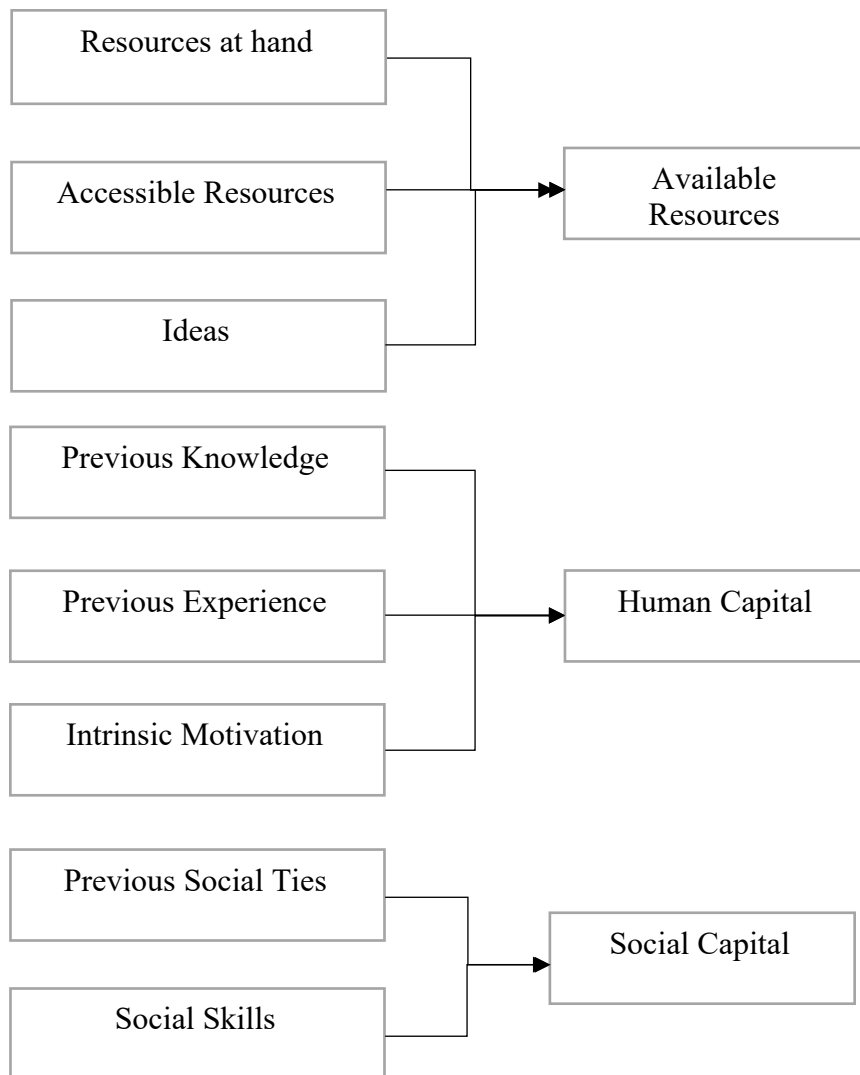 Resources at hand
Accessible Resources
Available
Resources
Ideas
Previous Knowledge
Previous Experience
Human Capital
Intrinsic Motivation
Previous Social Ties
Social Capital
Social Skills